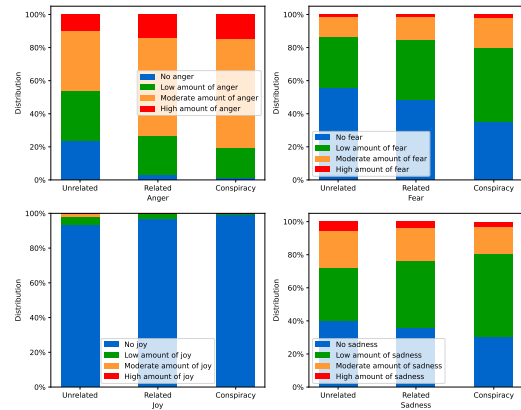 100%
80%
60%
40%
20%
0%
Distribution
No anger
Low amount of anger
Moderate amount of anger
High amount of anger
Unrelated
Related
Conspiracy
Anger
100%
80%
60%
40%
20%
0%
Distribution
No fear
Low amount of fear
Moderate amount of fear
High amount of fear
Unrelated
Related
Conspiracy
Fear
100%
80%
60%
40%
20%
0%
Distribution
No joy
Low amount of joy
Moderate amount of joy
High amount of joy
Unrelated
Related
Conspiracy
Joy
100%
80%
60%
40%
20%
0%
Distribution
No sadness
Low amount of sadness
Moderate amount of sadness
High amount of sadness
Unrelated
Related
Conspiracy
Sadness